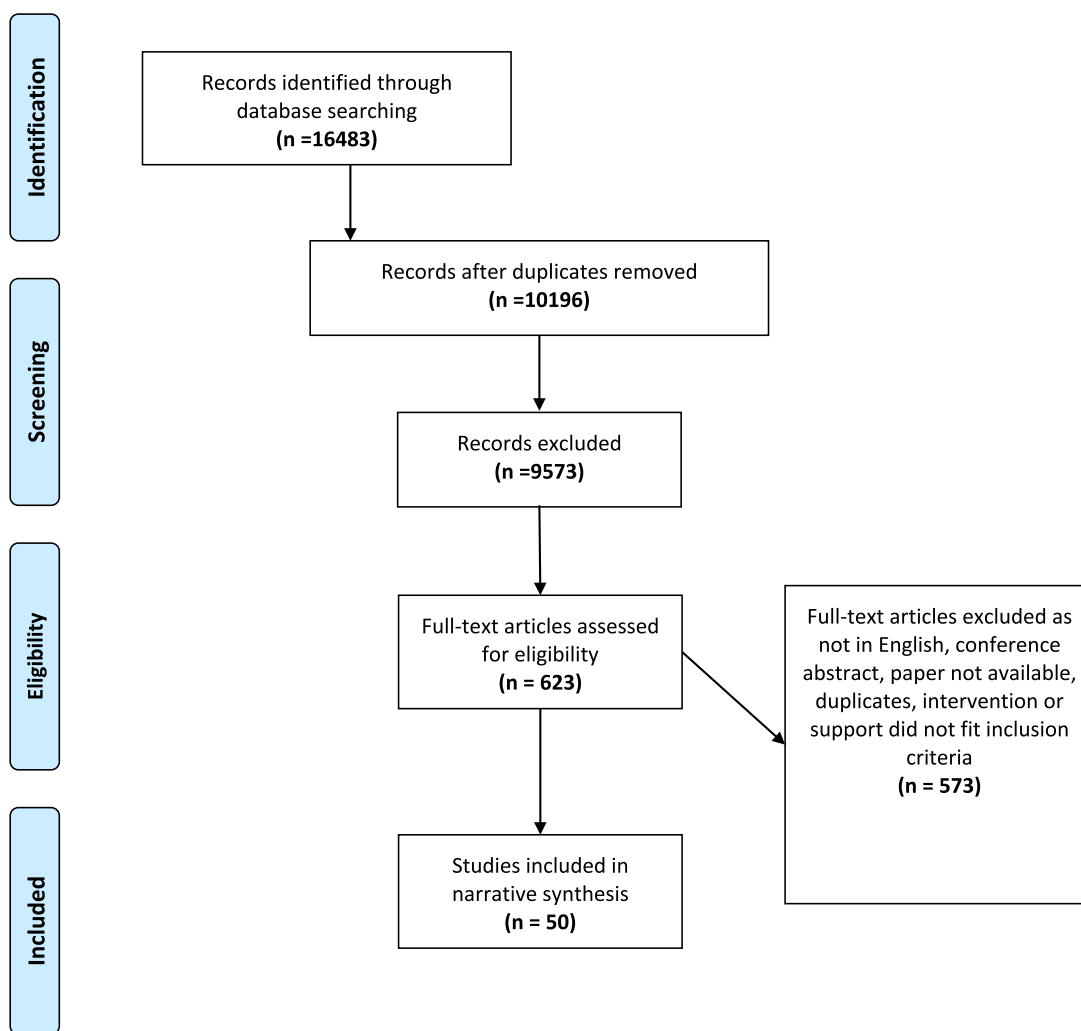 Identification
Records identified through
database searching
(n =16483)
Records after duplicates removed
(n =10196)
Screening
Records excluded
(n =9573)
Eligibility
Full-text articles assessed
for eligibility
(n = 623)
Full-text articles excluded as
not in English, conference
abstract, paper not available,
duplicates, intervention or
support did not fit inclusion
criteria
(n = 573)
Included
Studies included in
narrative synthesis
(n = 50)